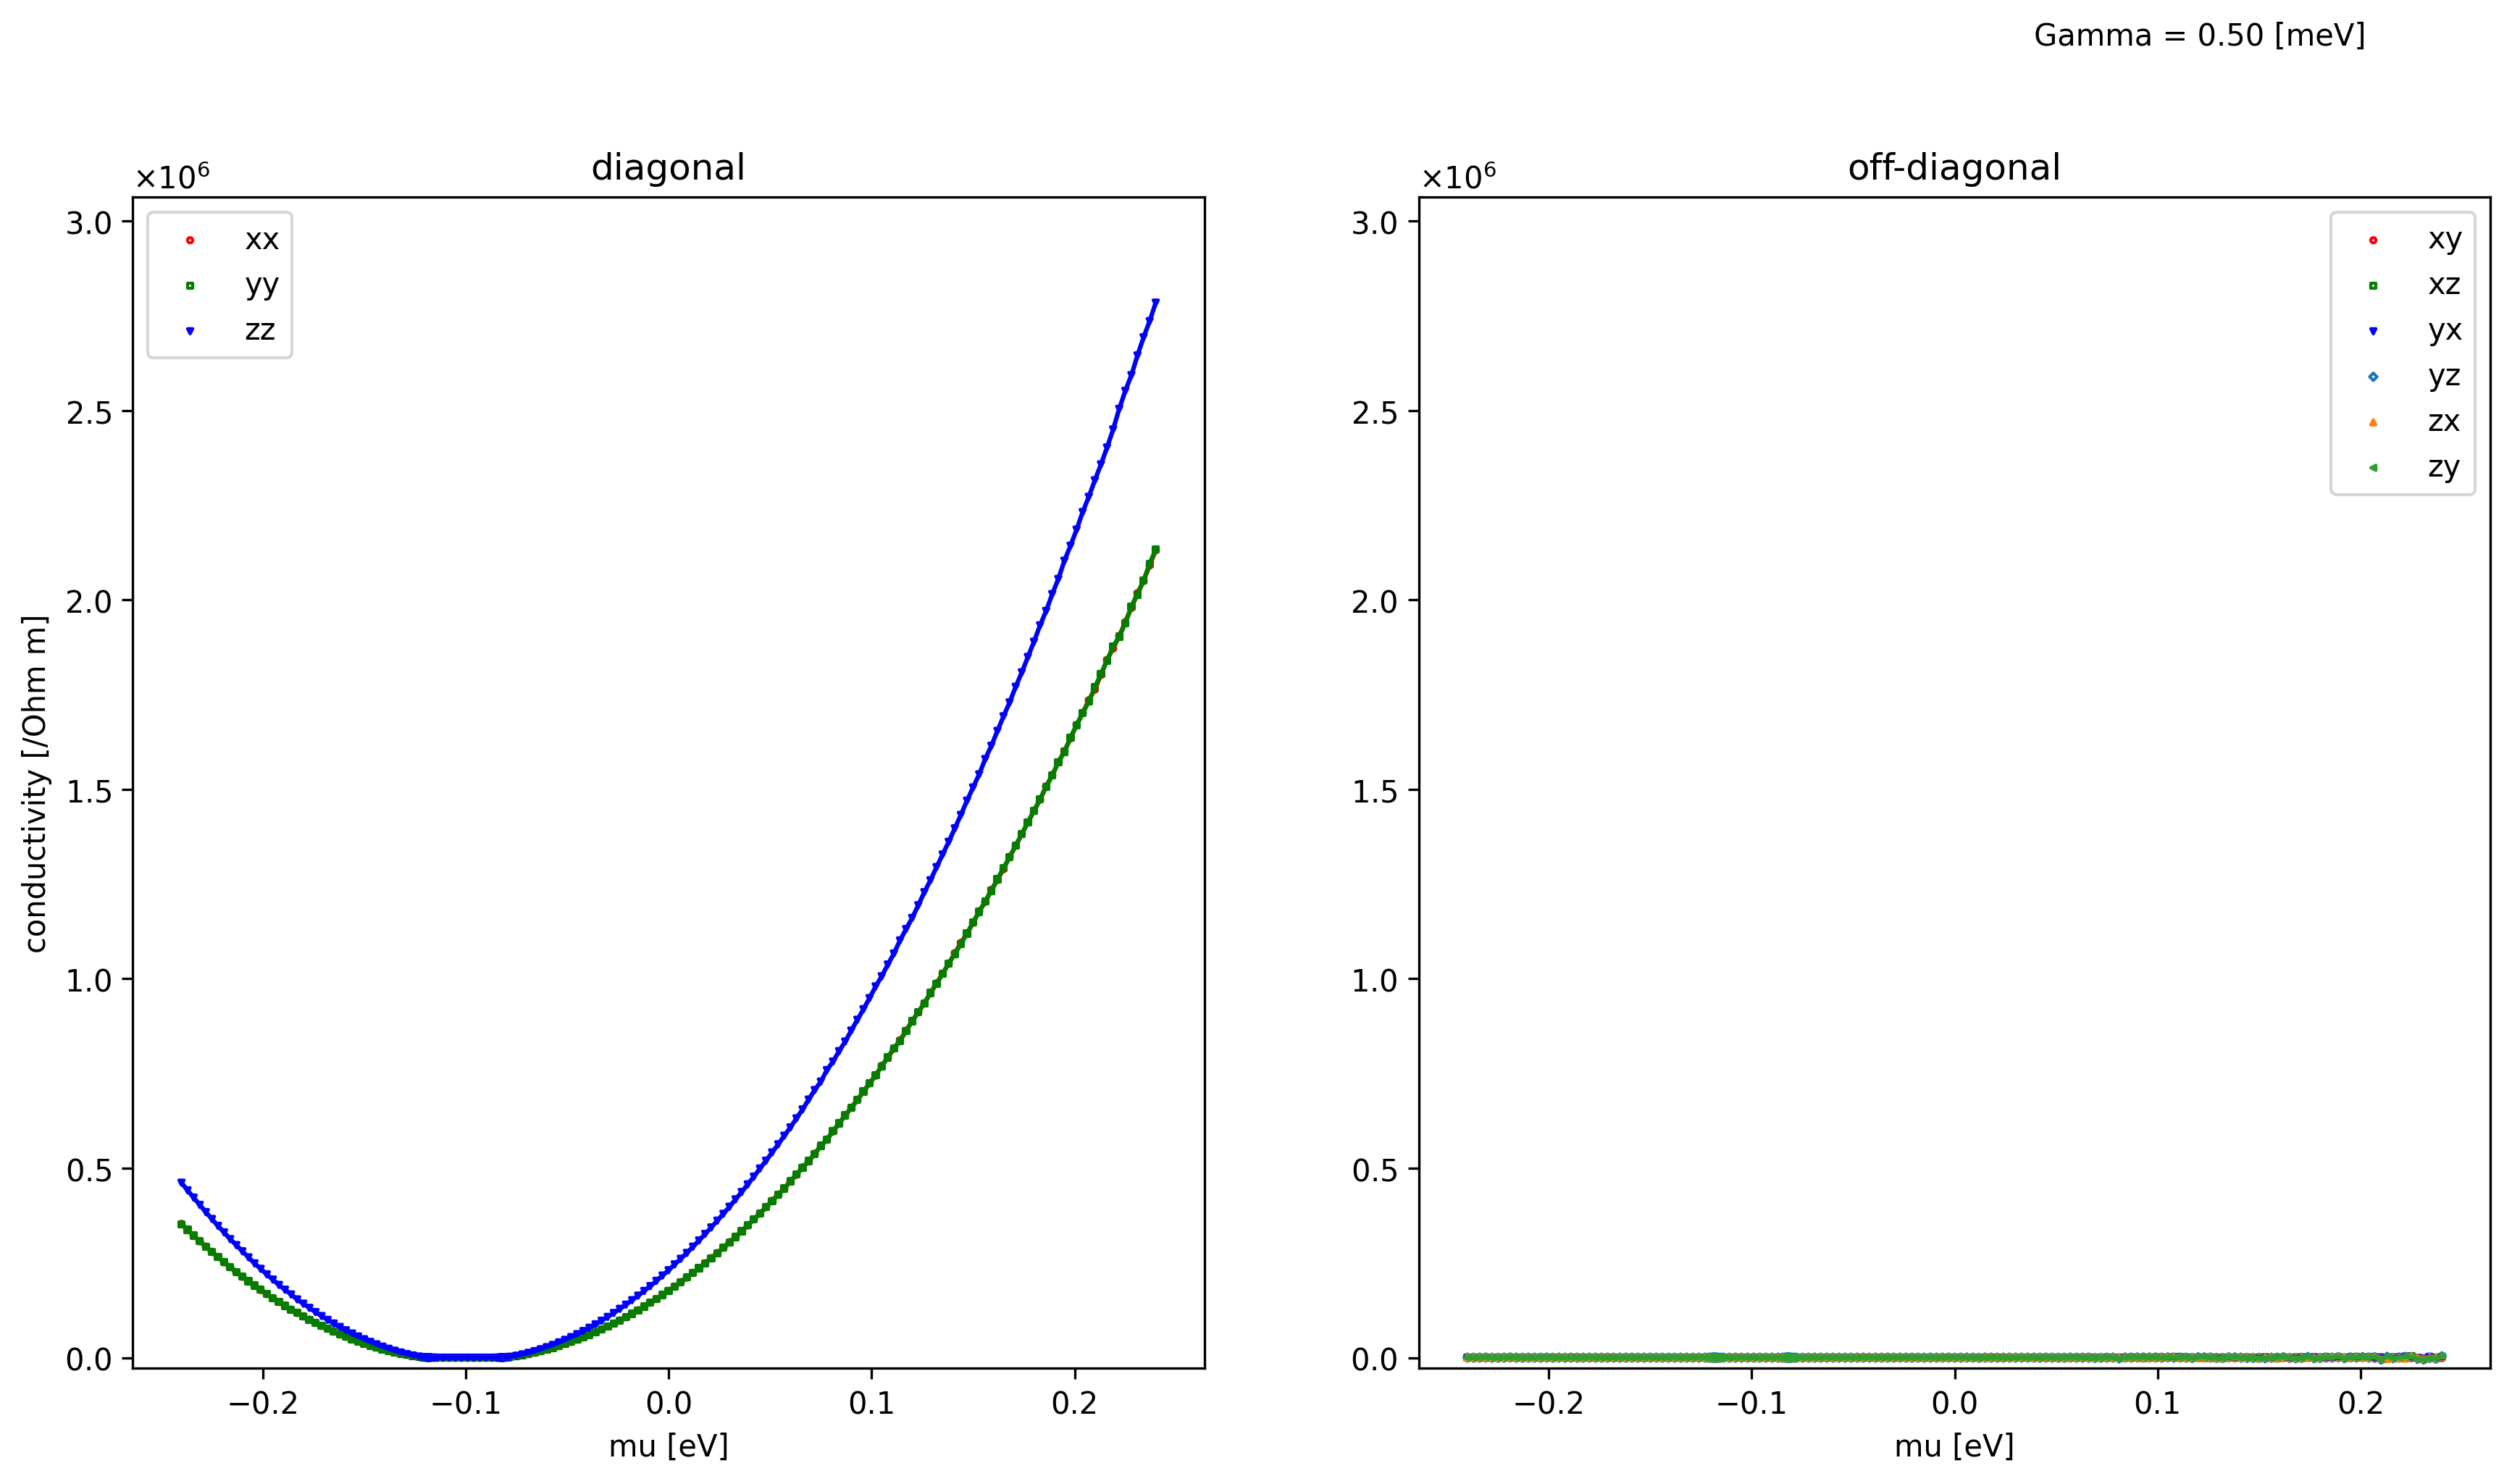 Gamma = 0.50 [meV]
diagonal
×10⁶
3.0
2.5
2.0
1.5
1.0
0.5
0.0
conductivity [/Ohm m]
xx
yy
zz
−0.2
−0.1
0.0
0.1
0.2
mu [eV]
off-diagonal
×10⁶
3.0
2.5
2.0
1.5
1.0
0.5
0.0
xy
xz
yx
yz
zx
zy
−0.2
−0.1
0.0
0.1
0.2
mu [eV]